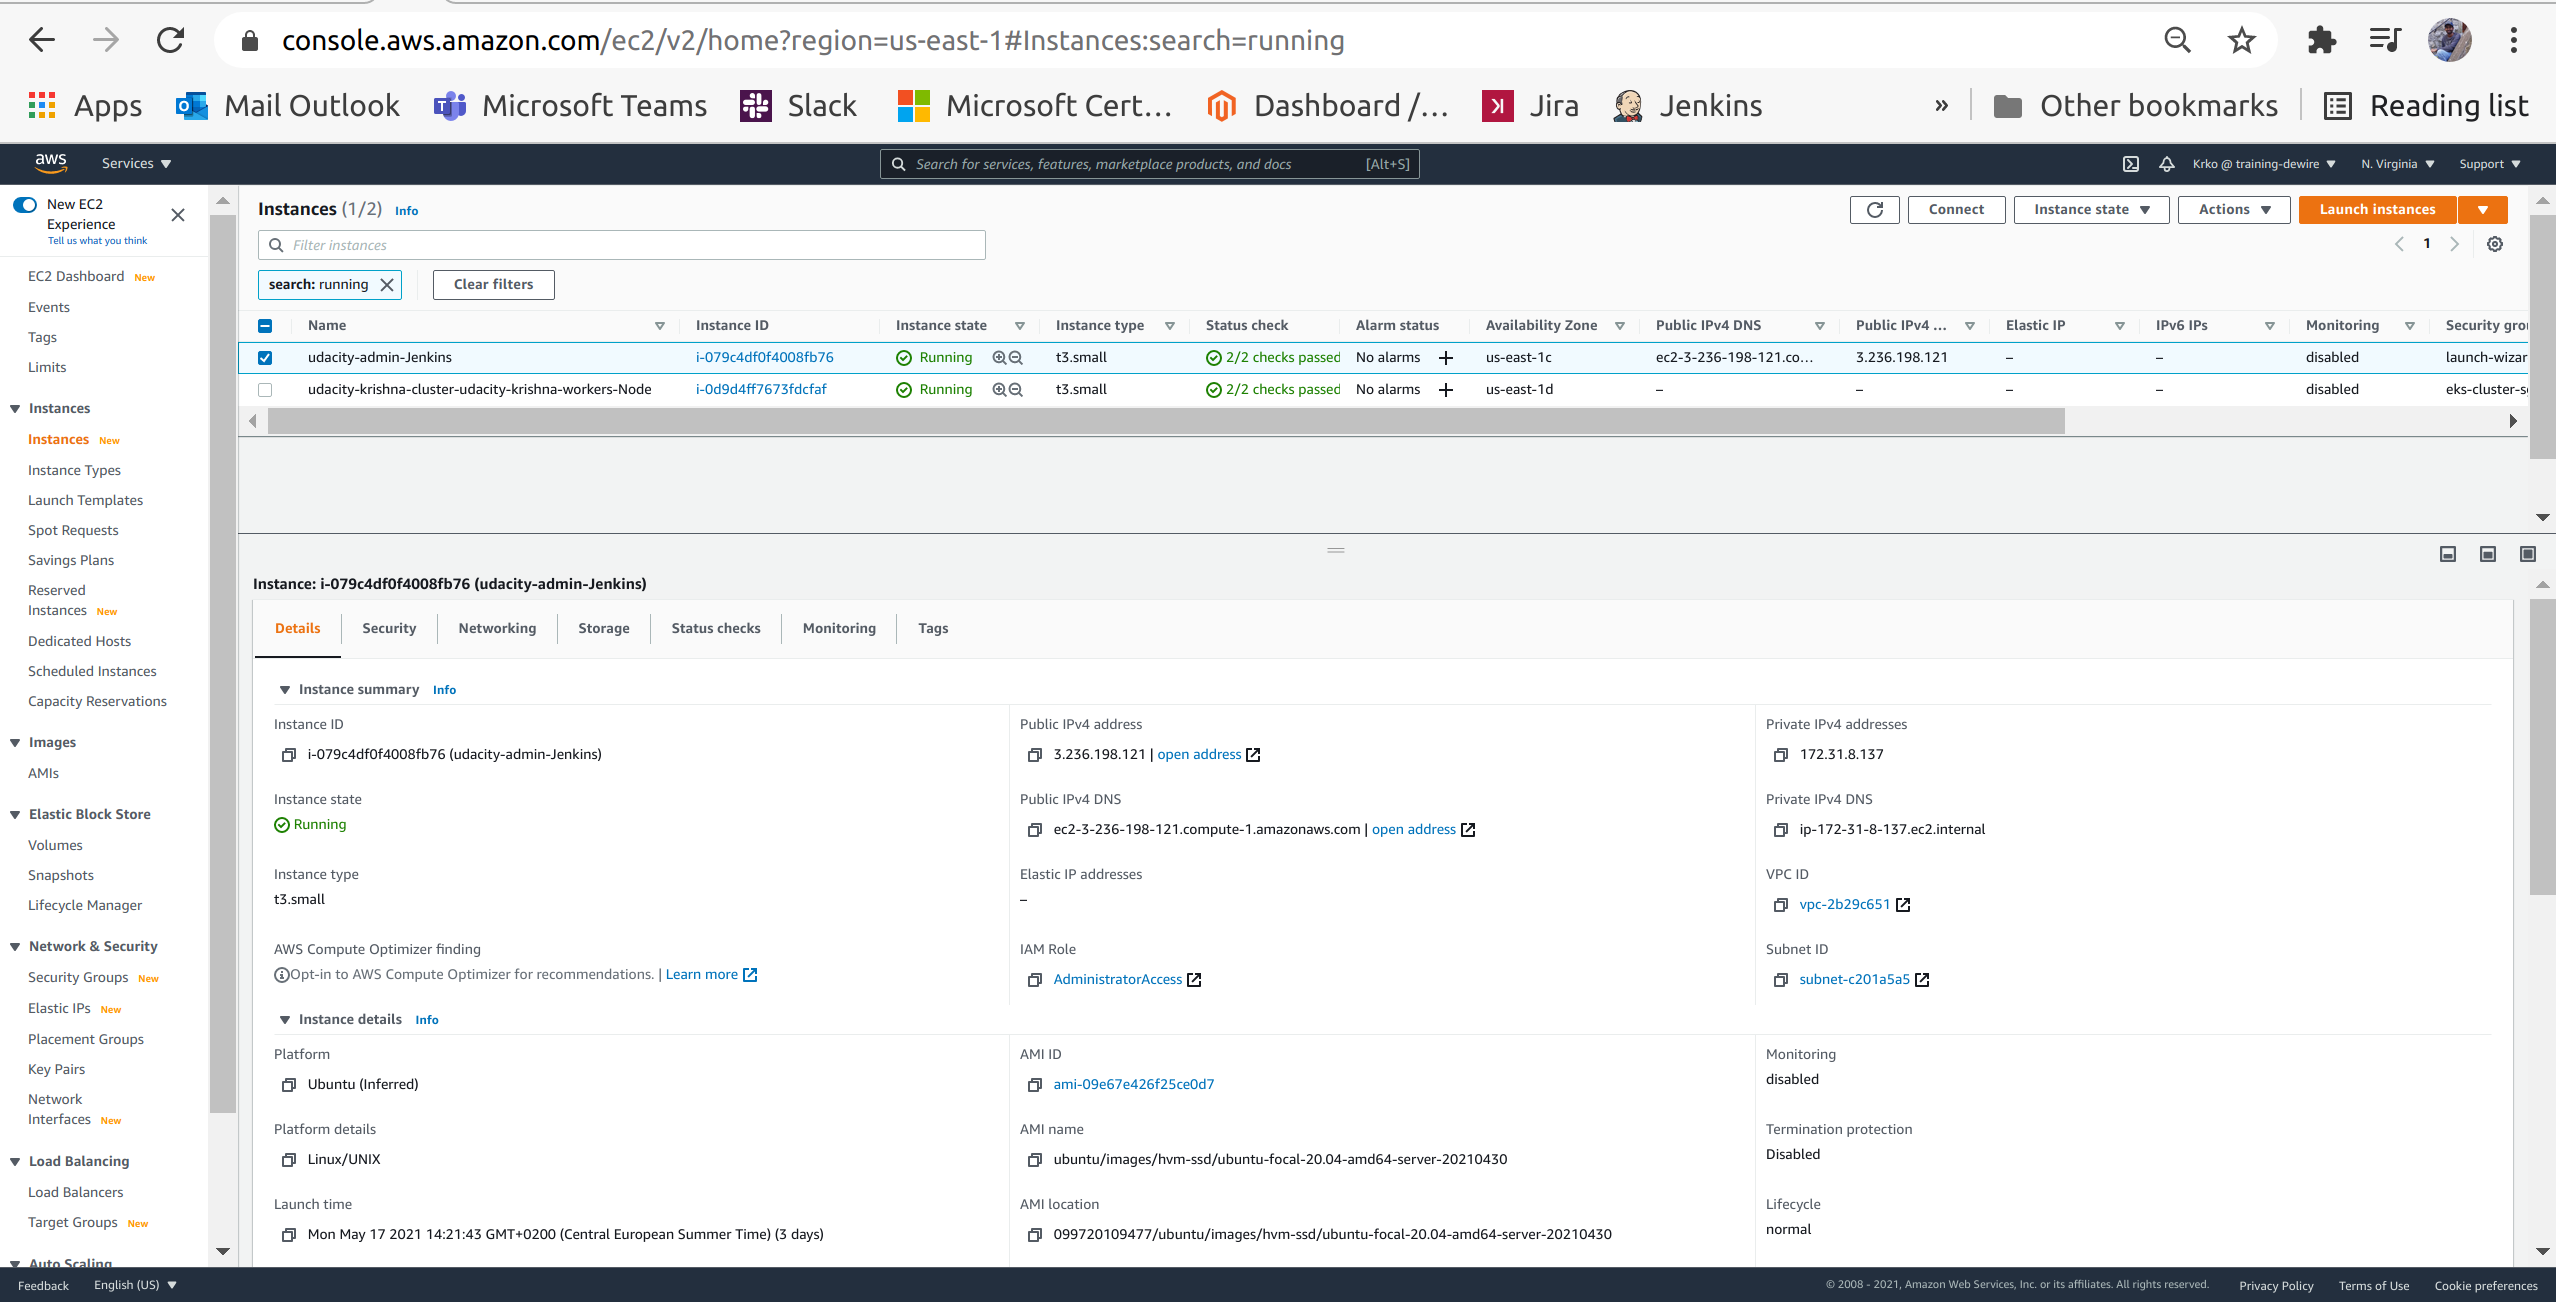 console.aws.amazon.com/ec2/v2/home?region=us-east-1#Instances:search=running
Apps Mail Outlook Microsoft Teams Slack Microsoft Cert... Dashboard /... Jira Jenkins » Other bookmarks Reading list
aws Services Search for services, features, marketplace products, and docs [Alt+S] Krko @ training-dewire N. Virginia Support
New EC2
Experience
Tell us what you think
EC2 Dashboard New
Events
Tags
Limits
Instances
Instances New
Instance Types
Launch Templates
Spot Requests
Savings Plans
Reserved
Instances New
Dedicated Hosts
Scheduled Instances
Capacity Reservations
Images
AMIs
Elastic Block Store
Volumes
Snapshots
Lifecycle Manager
Network & Security
Security Groups New
Elastic IPs New
Placement Groups
Key Pairs
Network
Interfaces New
Load Balancing
Load Balancers
Target Groups New
Auto Scaling
Instances (1/2) Info Connect Instance state Actions Launch instances
Filter instances 1
search: running Clear filters
Name Instance ID Instance state Instance type Status check Alarm status Availability Zone Public IPv4 DNS Public IPv4 ... Elastic IP IPv6 IPs Monitoring Security grou
udacity-admin-Jenkins i-079c4df0f4008fb76 Running t3.small 2/2 checks passed No alarms + us-east-1c ec2-3-236-198-121.co... 3.236.198.121 – – disabled launch-wizar
udacity-krishna-cluster-udacity-krishna-workers-Node i-0d9d4ff7673fdcfaf Running t3.small 2/2 checks passed No alarms + us-east-1d – – – – disabled eks-cluster-s
Instance: i-079c4df0f4008fb76 (udacity-admin-Jenkins)
Details Security Networking Storage Status checks Monitoring Tags
Instance summary Info
Instance ID Public IPv4 address Private IPv4 addresses
i-079c4df0f4008fb76 (udacity-admin-Jenkins) 3.236.198.121 | open address 172.31.8.137
Instance state Public IPv4 DNS Private IPv4 DNS
Running ec2-3-236-198-121.compute-1.amazonaws.com | open address ip-172-31-8-137.ec2.internal
Instance type Elastic IP addresses VPC ID
t3.small – vpc-2b29c651
AWS Compute Optimizer finding IAM Role Subnet ID
Opt-in to AWS Compute Optimizer for recommendations. | Learn more AdministratorAccess subnet-c201a5a5
Instance details Info
Platform AMI ID Monitoring
Ubuntu (Inferred) ami-09e67e426f25ce0d7 disabled
Platform details AMI name Termination protection
Linux/UNIX ubuntu/images/hvm-ssd/ubuntu-focal-20.04-amd64-server-20210430 Disabled
Launch time AMI location Lifecycle
Mon May 17 2021 14:21:43 GMT+0200 (Central European Summer Time) (3 days) 099720109477/ubuntu/images/hvm-ssd/ubuntu-focal-20.04-amd64-server-20210430 normal
Feedback English (US) © 2008 - 2021, Amazon Web Services, Inc. or its affiliates. All rights reserved. Privacy Policy Terms of Use Cookie preferences